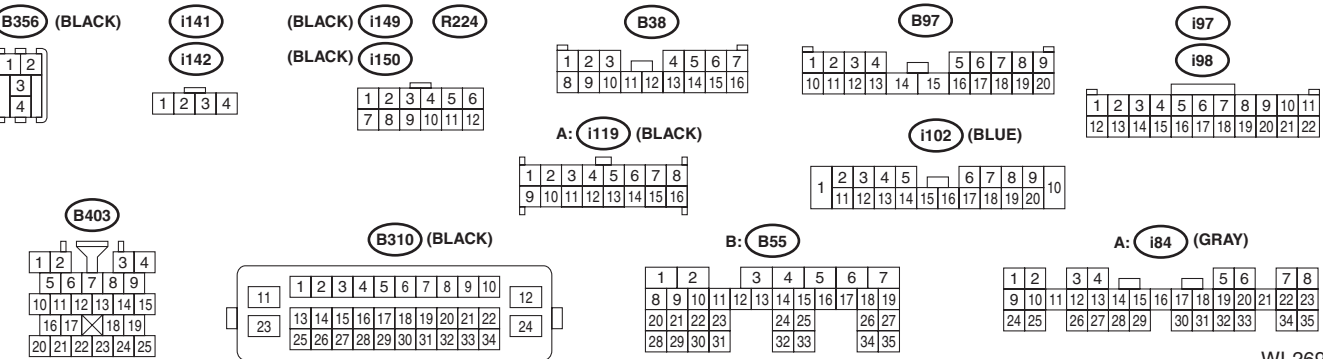 B356 (BLACK)
i141
i142
(BLACK) i149 R224
(BLACK) i150
B38
B97
i97
i98
1 2
3
4
1 2 3 4
1 2 3 4 5 6
7 8 9 10 11 12
1 2 3 4 5 6 7
8 9 10 11 12 13 14 15 16
1 2 3 4 5 6 7 8 9
10 11 12 13 14 15 16 17 18 19 20
1 2 3 4 5 6 7 8 9 10 11
12 13 14 15 16 17 18 19 20 21 22
A: i119 (BLACK)
1 2 3 4 5 6 7 8
9 10 11 12 13 14 15 16
i102 (BLUE)
1 2 3 4 5 6 7 8 9 10
11 12 13 14 15 16 17 18 19 20
B403
1 2 3 4
5 6 7 8 9
10 11 12 13 14 15
16 17 18 19
20 21 22 23 24 25
B310 (BLACK)
11 1 2 3 4 5 6 7 8 9 10 12
23 13 14 15 16 17 18 19 20 21 22 24
25 26 27 28 29 30 31 32 33 34
B: B55
1 2 3 4 5 6 7
8 9 10 11 12 13 14 15 16 17 18 19
20 21 22 23 24 25 26 27
28 29 30 31 32 33 34 35
A: i84 (GRAY)
1 2 3 4 5 6 7 8
9 10 11 12 13 14 15 16 17 18 19 20 21 22 23
24 25 26 27 28 29 30 31 32 33 34 35